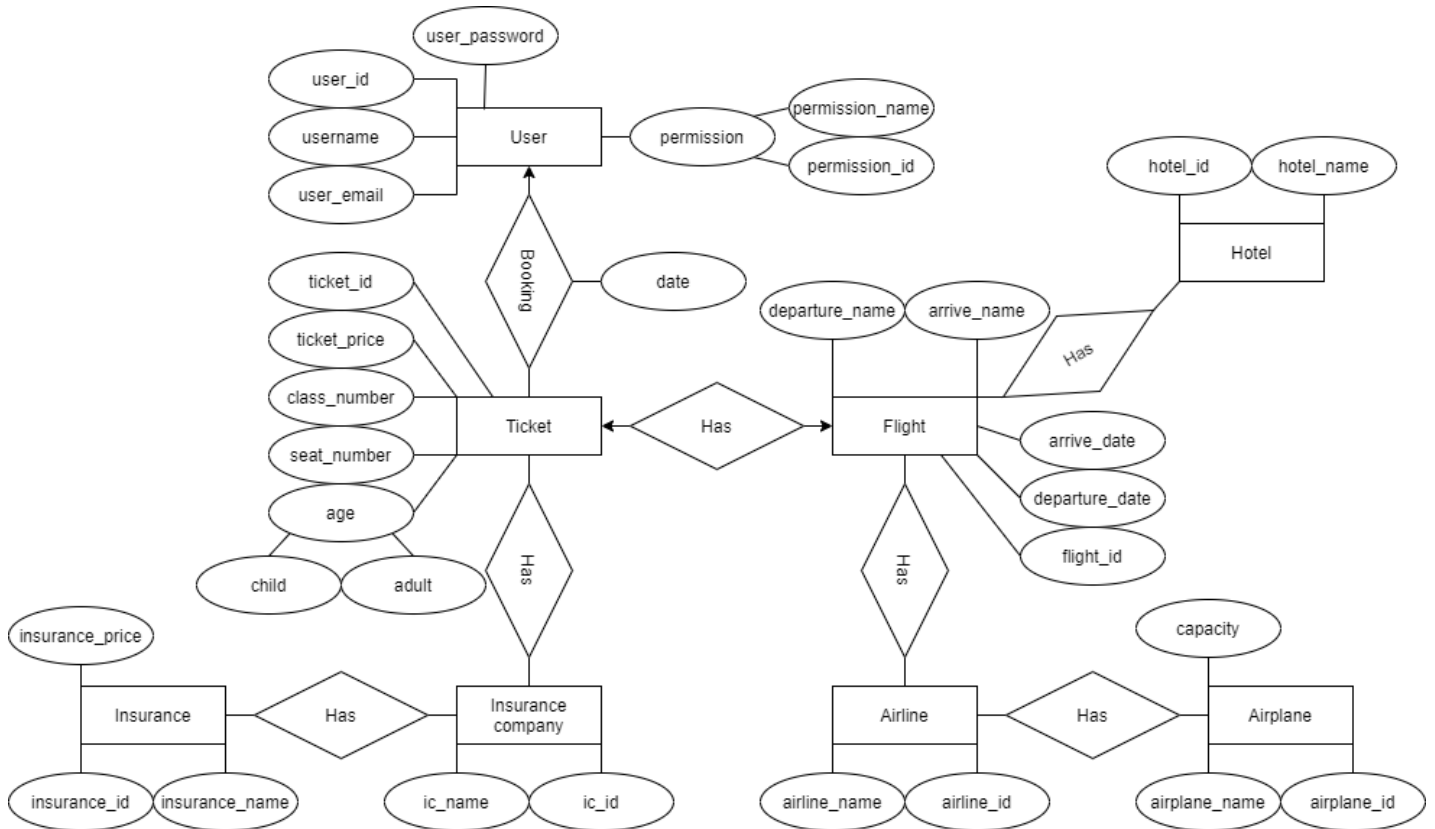 user_password
user_id
username
User
permission
permission_name
permission_id
user_email
hotel_id
hotel_name
Hotel
Booking
date
ticket_id
ticket_price
class_number
seat_number
age
child
adult
Ticket
Has
departure_name
arrive_name
Flight
Has
arrive_date
departure_date
flight_id
Has
Has
insurance_price
Insurance
Has
Insurance
company
insurance_id
insurance_name
ic_name
ic_id
Airline
Has
capacity
Airplane
airline_name
airline_id
airplane_name
airplane_id